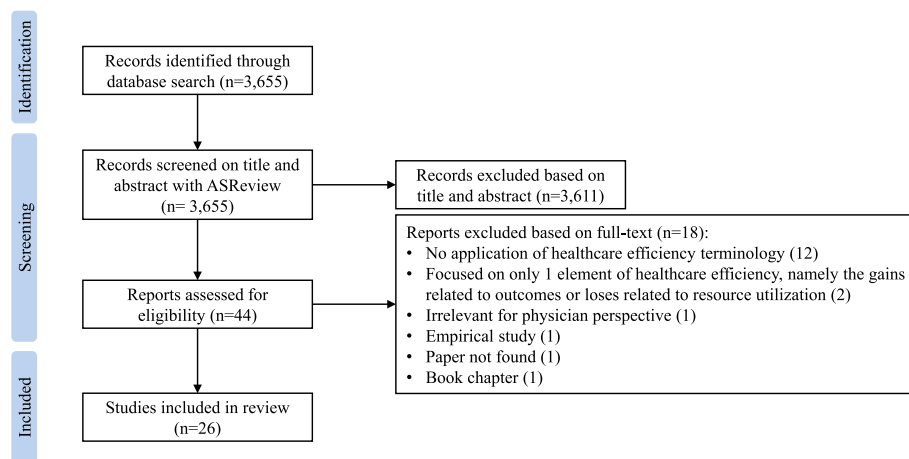 Identification
Records identified through
database search (n=3,655)
Screening
Records screened on title and
abstract with ASReview
(n= 3,655)
Records excluded based on
title and abstract (n=3,611)
Reports assessed for
eligibility (n=44)
Reports excluded based on full-text (n=18):
• No application of healthcare efficiency terminology (12)
• Focused on only 1 element of healthcare efficiency, namely the gains
related to outcomes or loses related to resource utilization (2)
• Irrelevant for physician perspective (1)
• Empirical study (1)
• Paper not found (1)
• Book chapter (1)
Included
Studies included in review
(n=26)